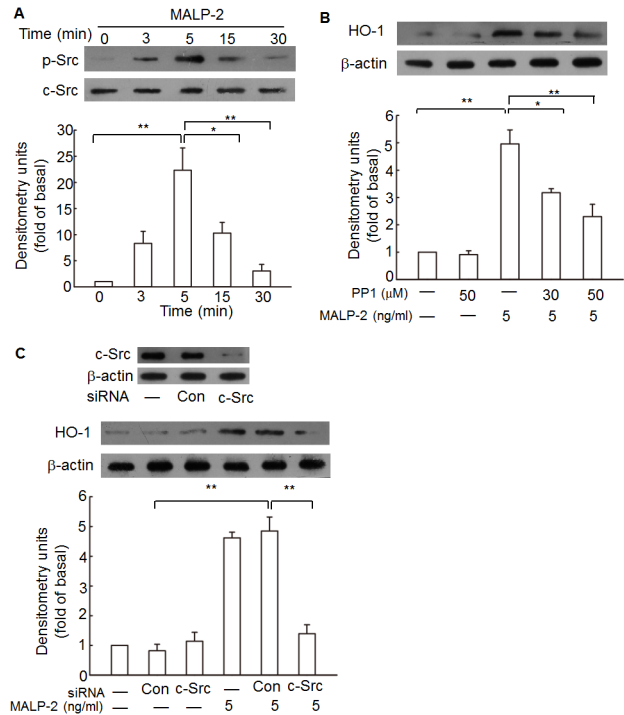 A
MALP-2
Time (min) 0 3 5 15 30
p-Src
c-Src
** ** *
Densitometry units
(fold of basal)
30
25
20
15
10
5
0
0 3 5 15 30
Time (min)
B
HO-1
β-actin
** ** *
Densitometry units
(fold of basal)
6
5
4
3
2
1
0
PP1 (μM) — 50 — 30 50
MALP-2 (ng/ml) — — 5 5 5
C
c-Src
β-actin
siRNA — Con c-Src
HO-1
β-actin
** **
Densitometry units
(fold of basal)
6
5
4
3
2
1
0
siRNA — Con c-Src — Con c-Src
MALP-2 (ng/ml) — — — 5 5 5